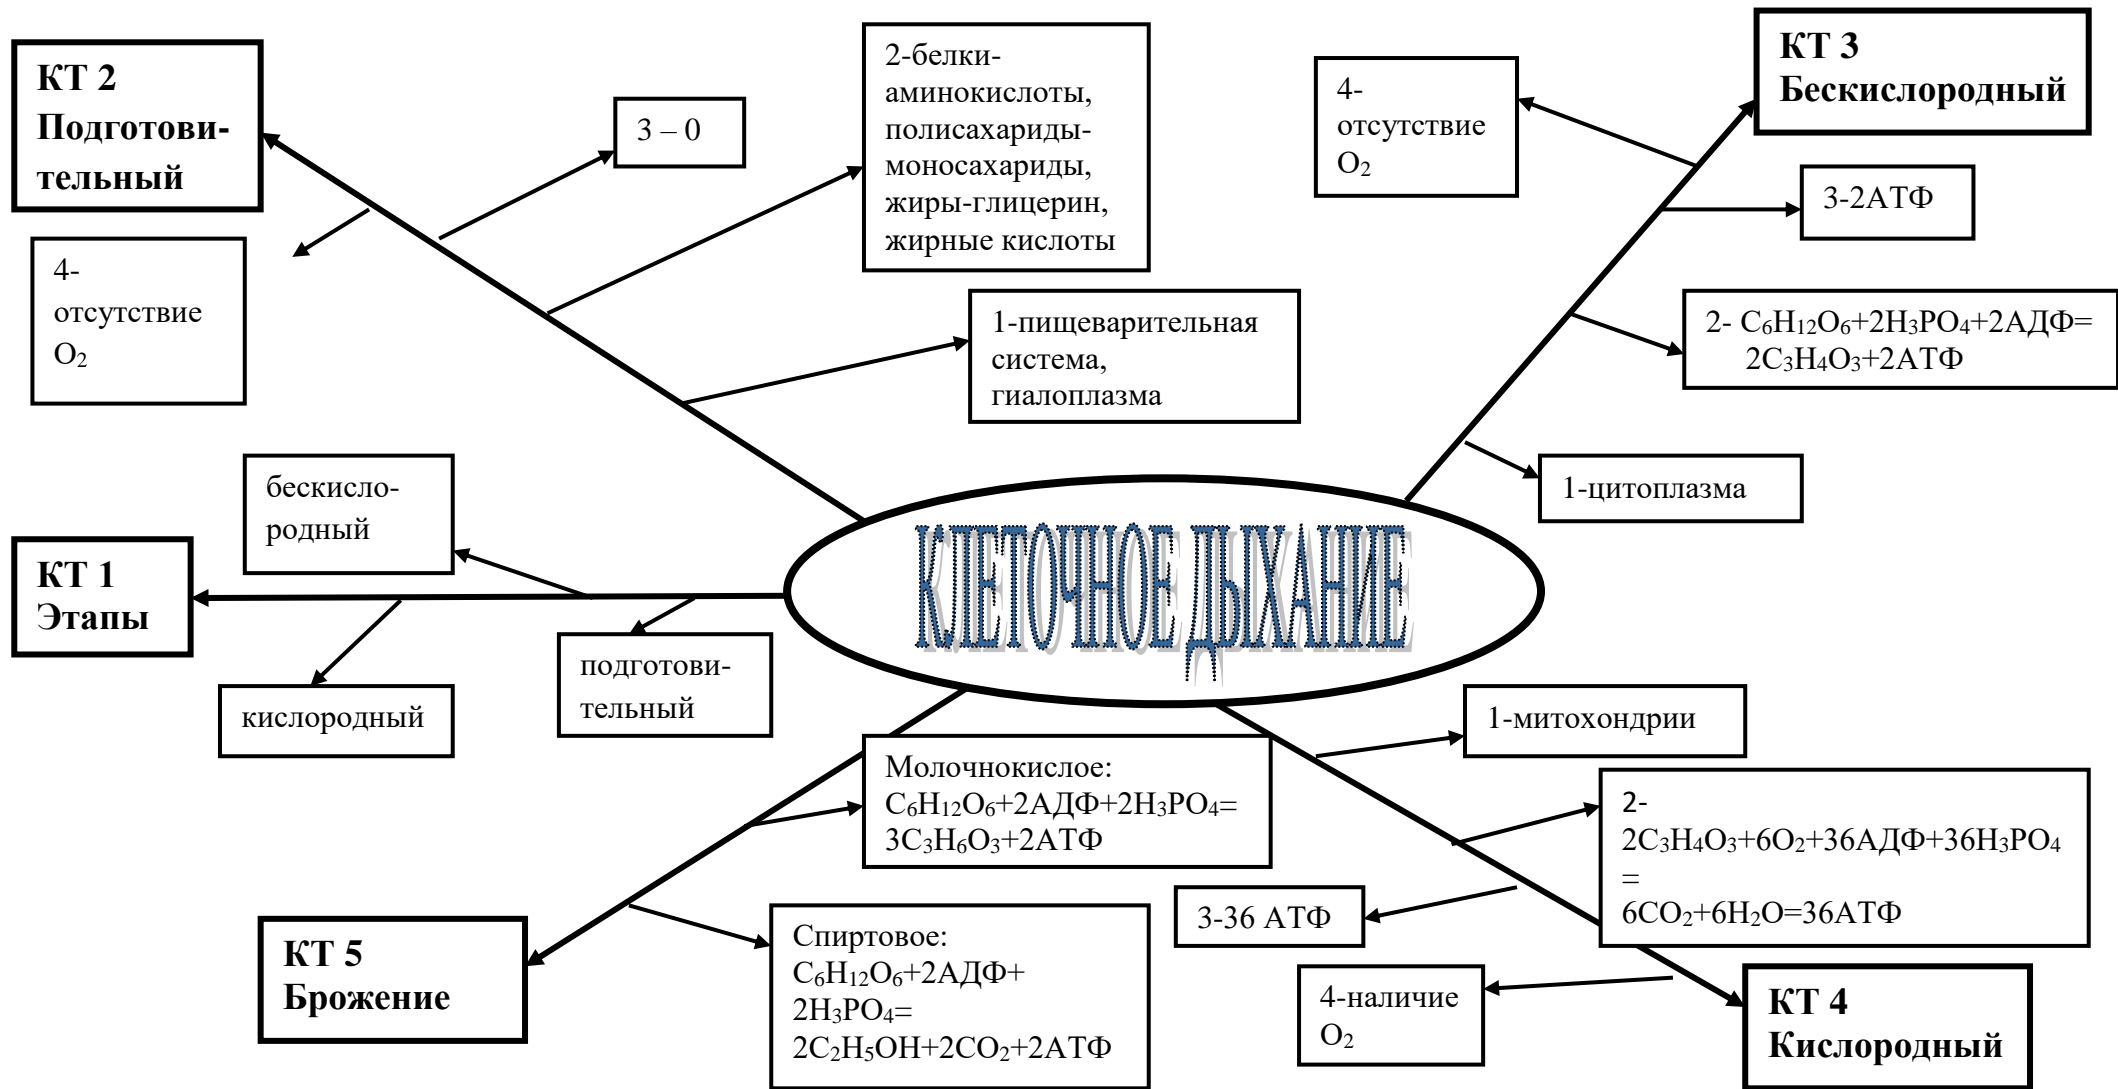 КТ 2
Подготови-
тельный
3 – 0
2-белки-
аминокислоты,
полисахариды-
моносахариды,
жиры-глицерин,
жирные кислоты
4-
отсутствие
O₂
КТ 3
Бескислородный
3-2АТФ
4-
отсутствие
O₂
1-пищеварительная
система,
гиалоплазма
2- C₆H₁₂O₆+2H₃PO₄+2АДФ=
2C₃H₄O₃+2АТФ
1-цитоплазма
бескисло-
родный
КТ 1
Этапы
КЛЕТОЧНОЕ ДЫХАНИЕ
кислородный
подготови-
тельный
1-митохондрии
Молочнокислое:
C₆H₁₂O₆+2АДФ+2H₃PO₄=
3C₃H₆O₃+2АТФ
2-
2C₃H₄O₃+6O₂+36АДФ+36H₃PO₄
=
6CO₂+6H₂O=36АТФ
3-36 АТФ
КТ 5
Брожение
Спиртовое:
C₆H₁₂O₆+2АДФ+
2H₃PO₄=
2C₂H₅OH+2CO₂+2АТФ
4-наличие
O₂
КТ 4
Кислородный